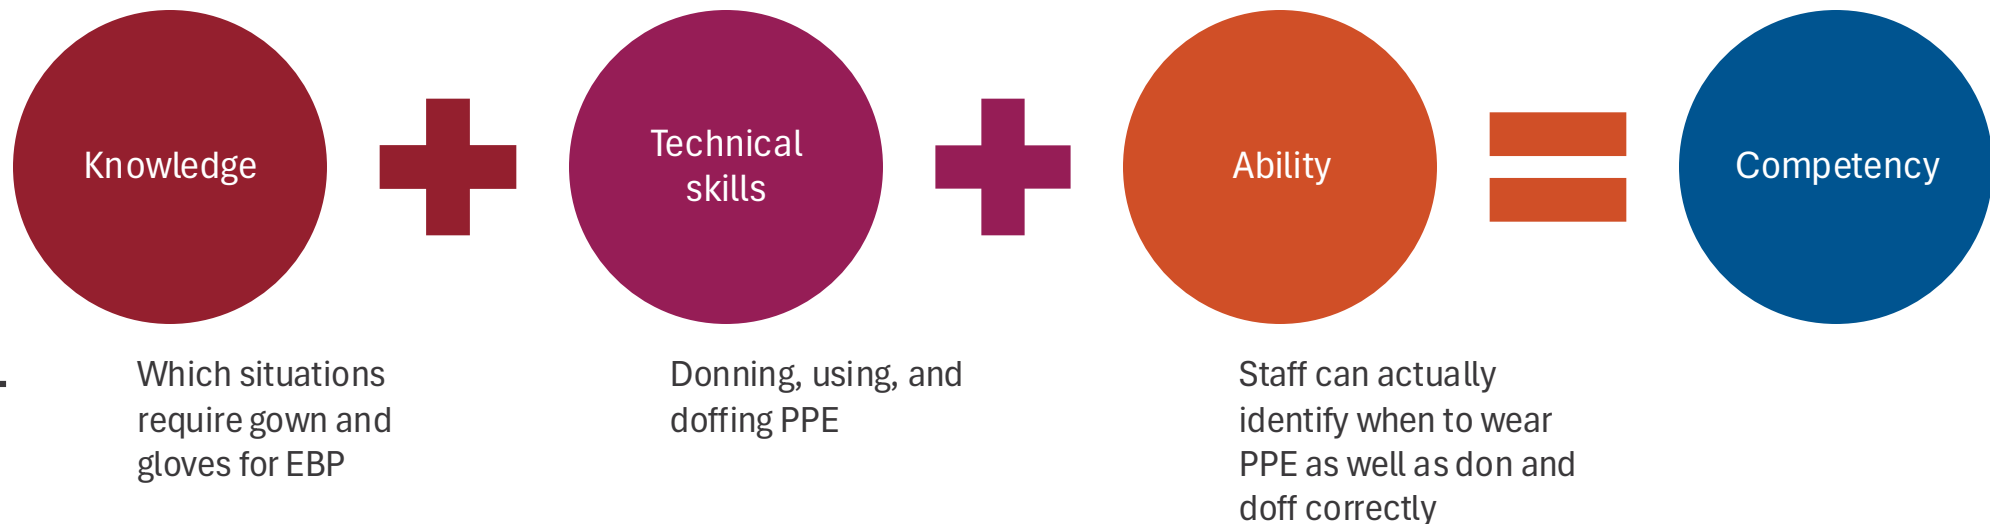 Knowledge
Technical
skills
Ability
Competency
Which situations
require gown and
gloves for EBP
Donning, using, and
doffing PPE
Staff can actually
identify when to wear
PPE as well as don and
doff correctly